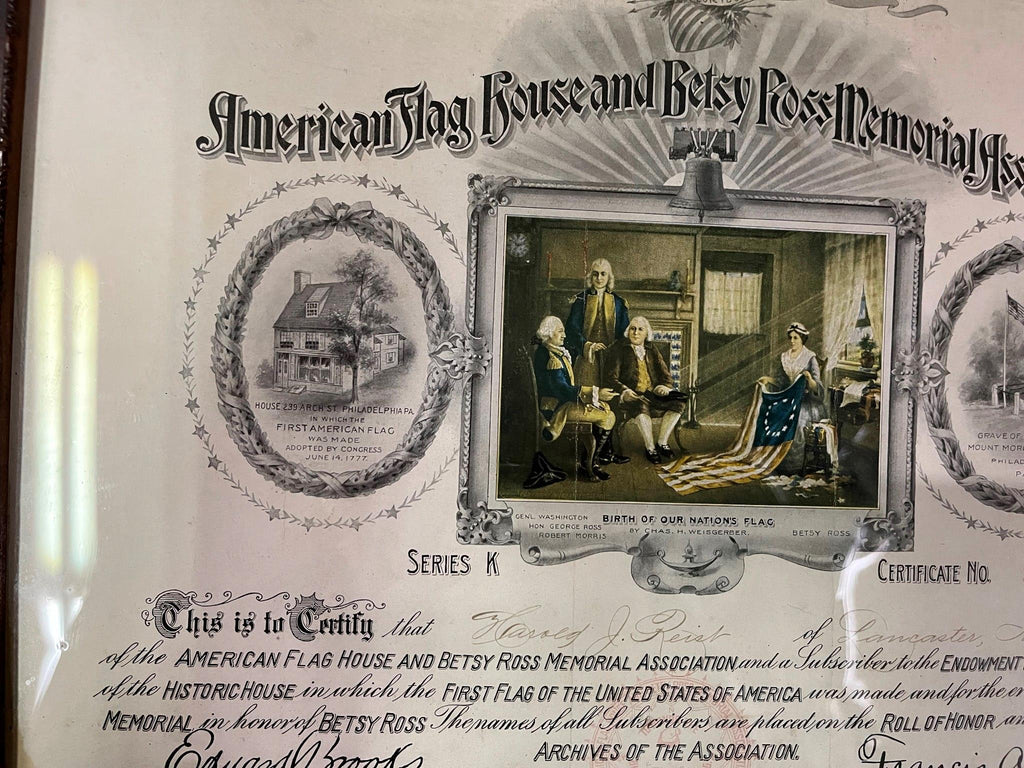 American Flag House and Betsy Ross Memorial
HOUSE 239 ARCH ST. PHILADELPHIA PA.
IN WHICH THE
FIRST AMERICAN FLAG
WAS MADE
ADOPTED BY CONGRESS
JUNE 14, 1777.
GRAVE OF
GENL. WASHINGTON
HON GEORGE ROSS
ROBERT MORRIS
BIRTH OF OUR NATION'S FLAG
BY CHAS. H. WEISGERBER.
BETSY ROSS
SERIES K
CERTIFICATE NO.
This is to Certify that Harold J. Reist of Lancaster,
of the AMERICAN FLAG HOUSE AND BETSY ROSS MEMORIAL ASSOCIATION, and a Subscriber to the ENDOWMENT
of the HISTORIC HOUSE in which the FIRST FLAG OF THE UNITED STATES OF AMERICA was made and for the
MEMORIAL in honor of BETSY ROSS The names of all Subscribers are placed on the ROLL OF HONOR
ARCHIVES OF THE ASSOCIATION.
Edward Brooks
Francis